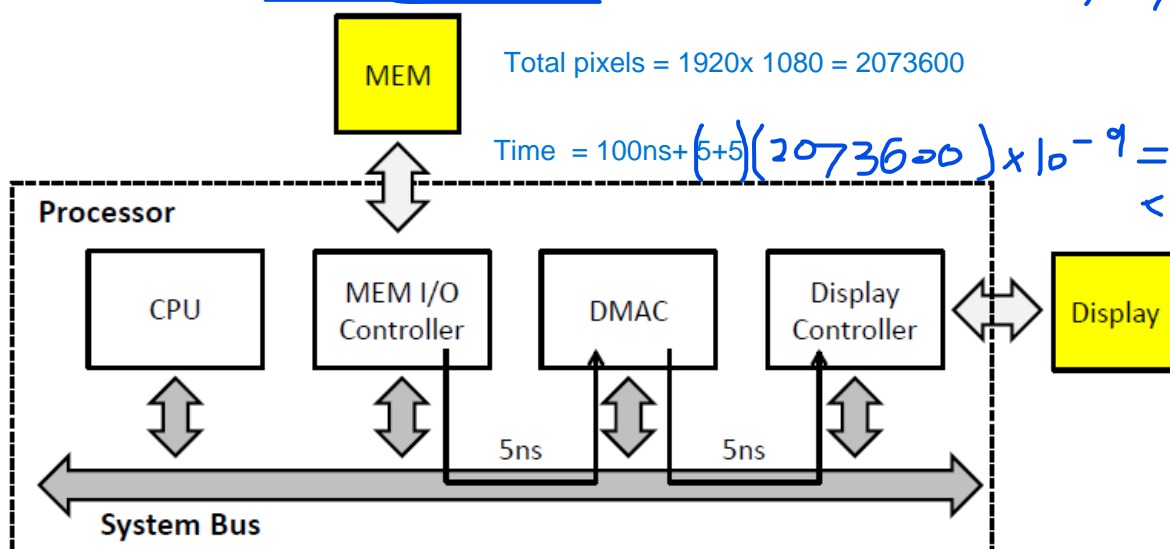 MEM
Total pixels = 1920x 1080 = 2073600
Time = 100ns+ (5+5)(2073600) x 10^-9 =
<
Processor
CPU
MEM I/O
Controller
DMAC
Display
Controller
Display
5ns
5ns
System Bus